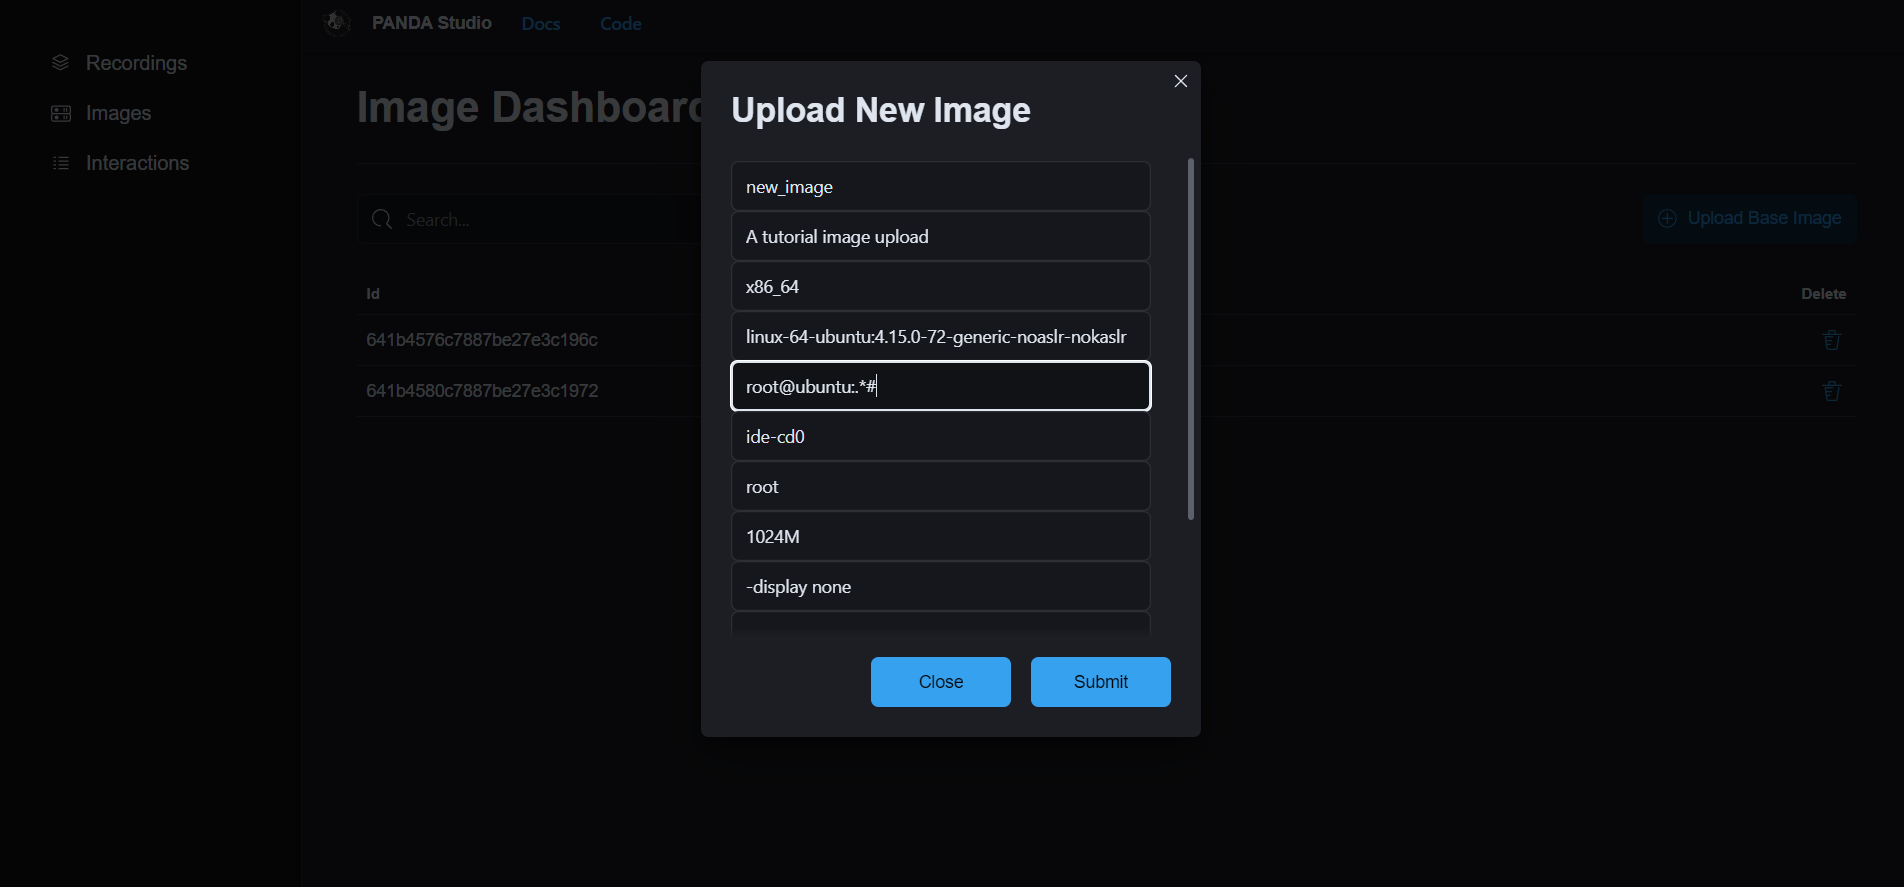 PANDA Studio Docs Code
Recordings
Images
Interactions
Image Dashboard
Search...
Upload Base Image
Id Delete
641b4576c7887be27e3c196c
641b4580c7887be27e3c1972
Upload New Image
new_image
A tutorial image upload
x86_64
linux-64-ubuntu:4.15.0-72-generic-noaslr-nokaslr
root@ubuntu:.*#
ide-cd0
root
1024M
-display none
Close Submit